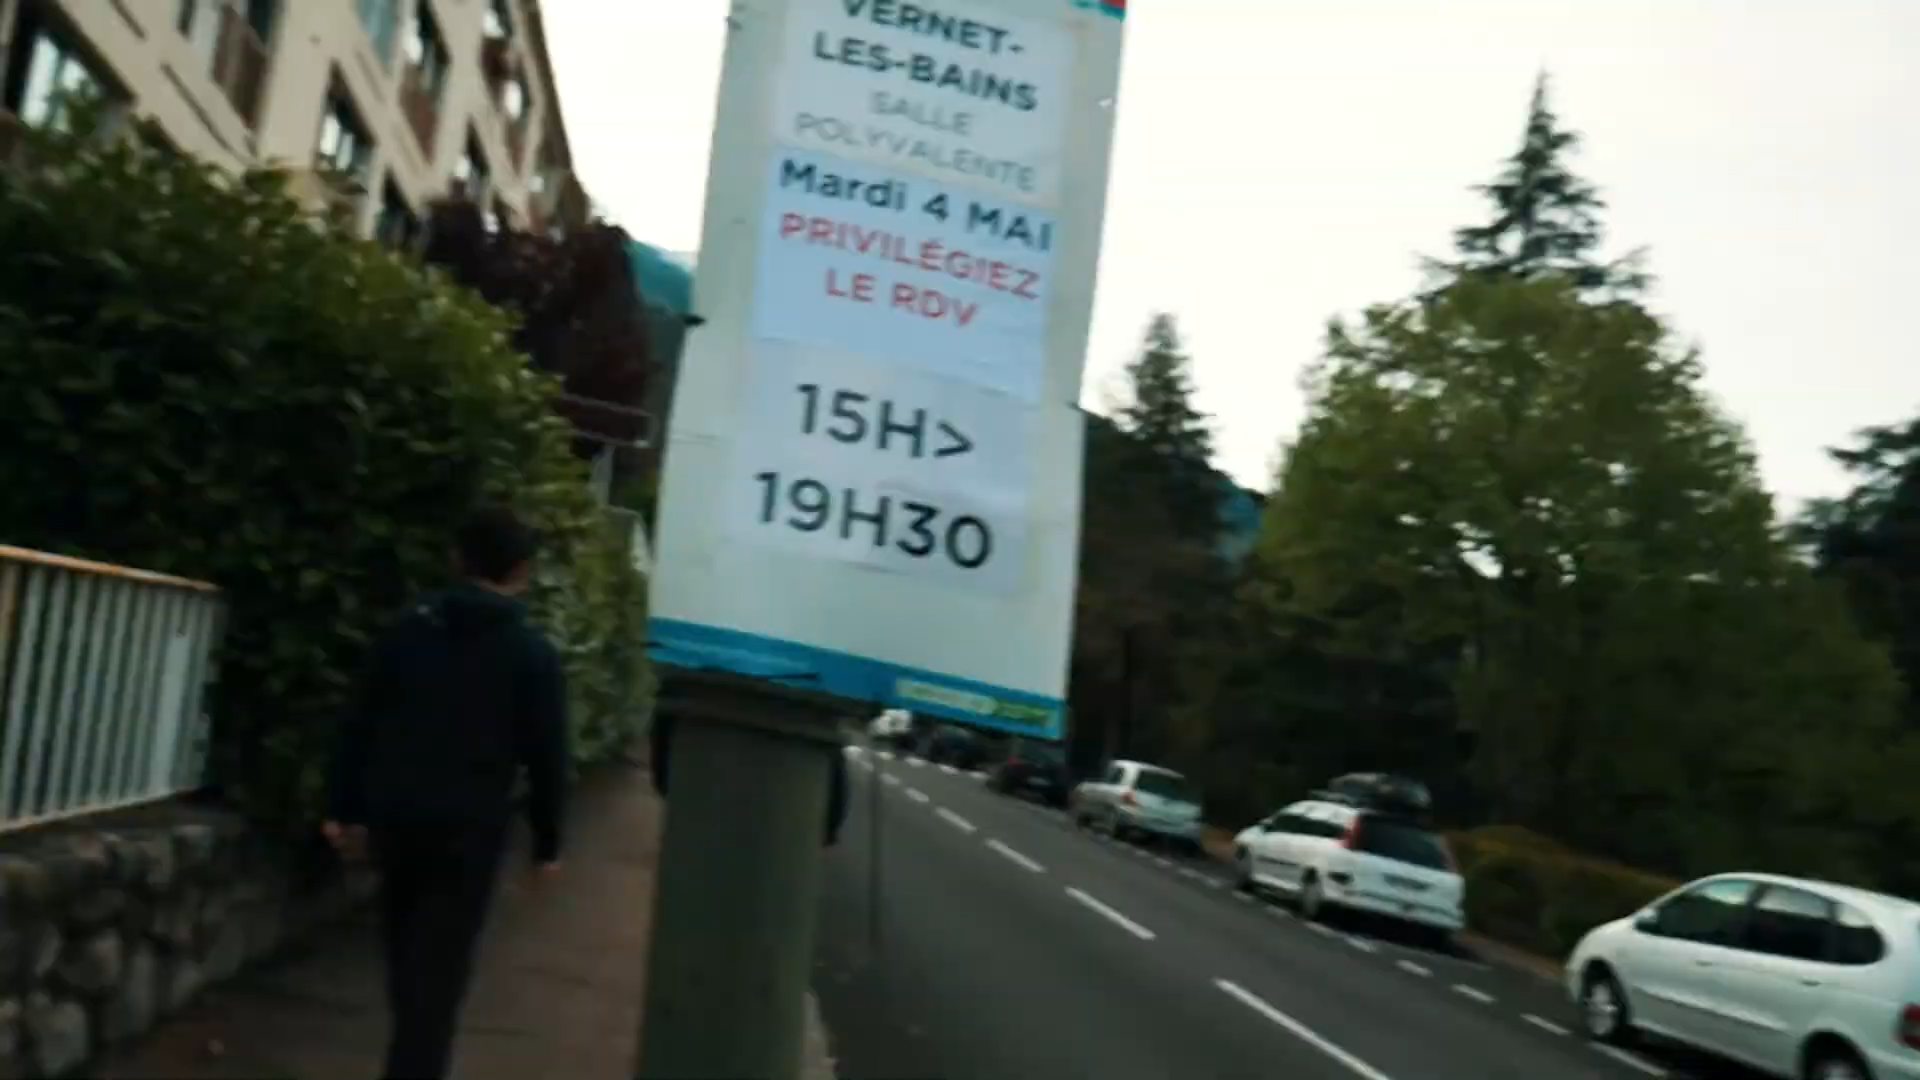 VERNET-
LES-BAINS
SALLE
POLYVALENTE
Mardi 4 MAI
PRIVILÉGIEZ
LE RDV
15H>
19H30